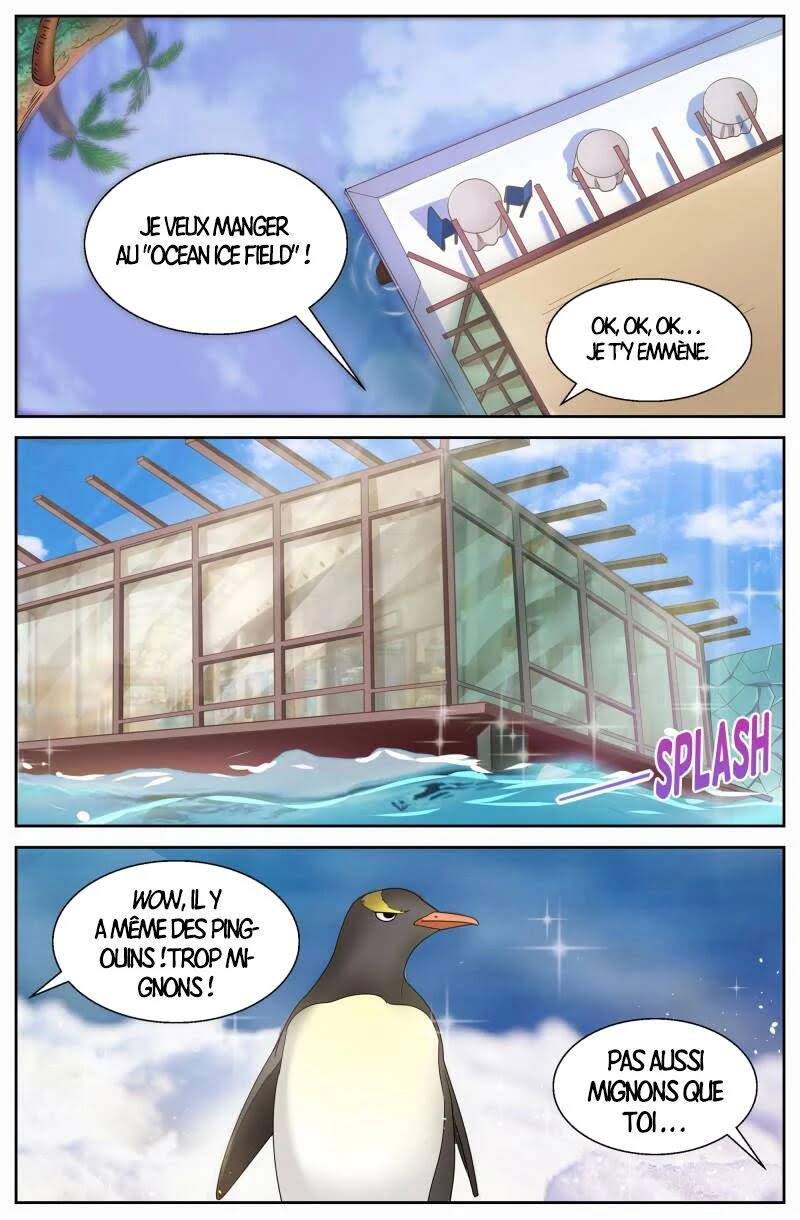 JE VEUX MANGER
AU "OCEAN ICE FIELD" !
OK, OK, OK...
JE T'Y EMMÈNE.
SPLASH
WOW, IL Y
A MÊME DES PING-
OUINS ! TROP MI-
GNONS !
PAS AUSSI
MIGNONS QUE
TOI...